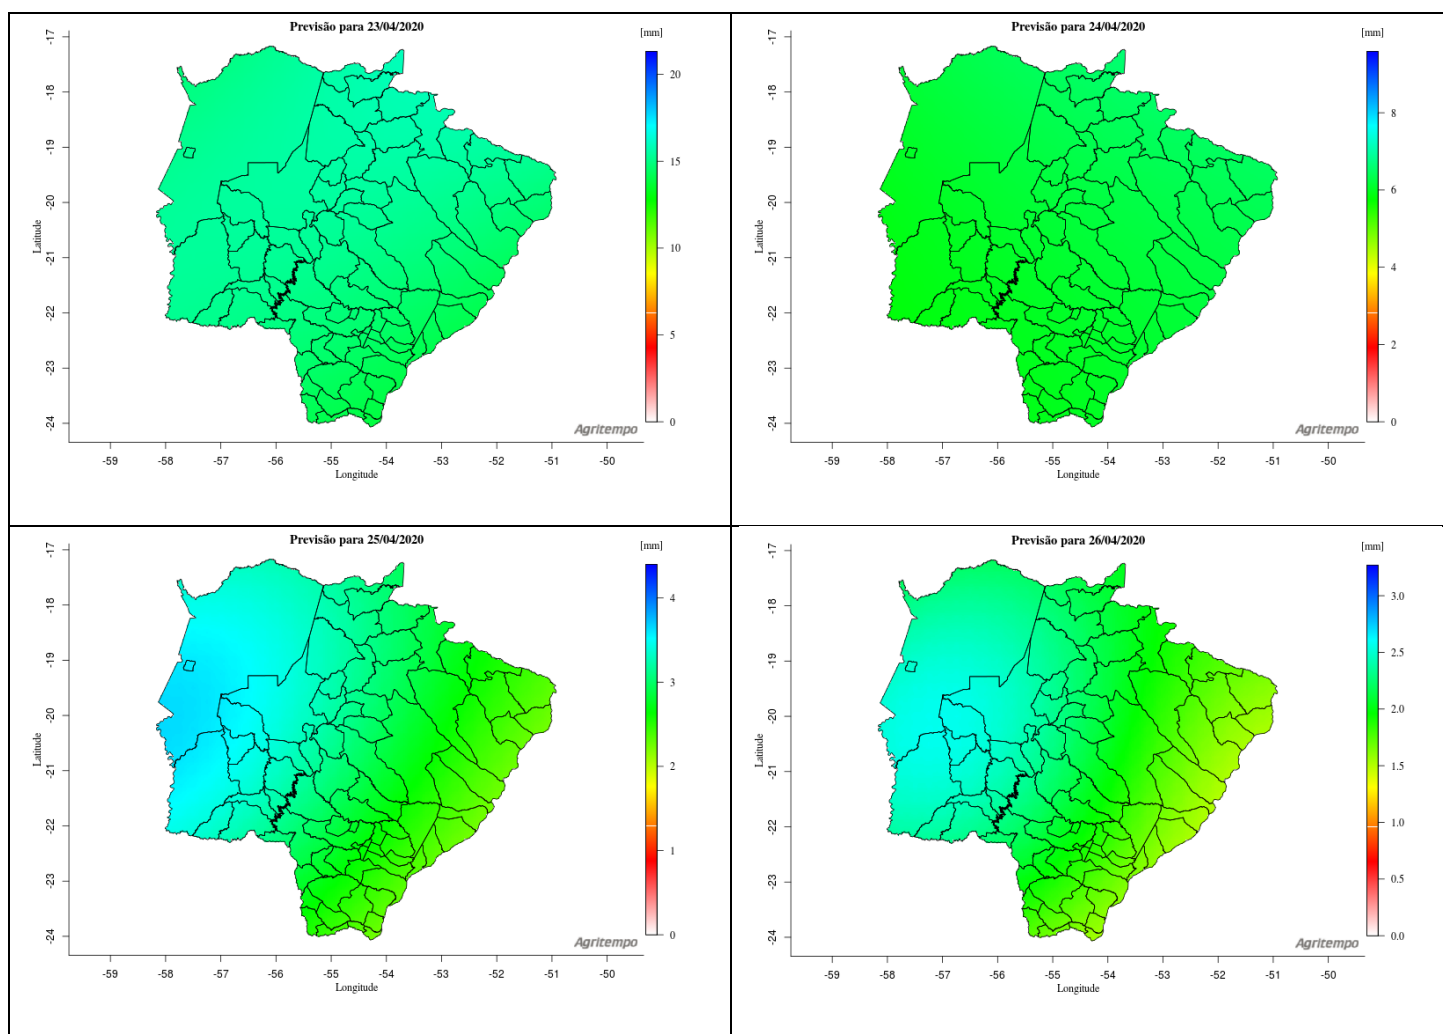 Previsão para 23/04/2020
[mm]
-17
-18
-19
-20
-21
-22
-23
-24
Latitude
20
15
10
5
0
Agritempo
-59 -58 -57 -56 -55 -54 -53 -52 -51 -50
Longitude
Previsão para 24/04/2020
[mm]
-17
-18
-19
-20
-21
-22
-23
-24
Latitude
8
6
4
2
0
Agritempo
-59 -58 -57 -56 -55 -54 -53 -52 -51 -50
Longitude
Previsão para 25/04/2020
[mm]
-17
-18
-19
-20
-21
-22
-23
-24
Latitude
4
3
2
1
0
Agritempo
-59 -58 -57 -56 -55 -54 -53 -52 -51 -50
Longitude
Previsão para 26/04/2020
[mm]
-17
-18
-19
-20
-21
-22
-23
-24
Latitude
3.0
2.5
2.0
1.5
1.0
0.5
0.0
Agritempo
-59 -58 -57 -56 -55 -54 -53 -52 -51 -50
Longitude